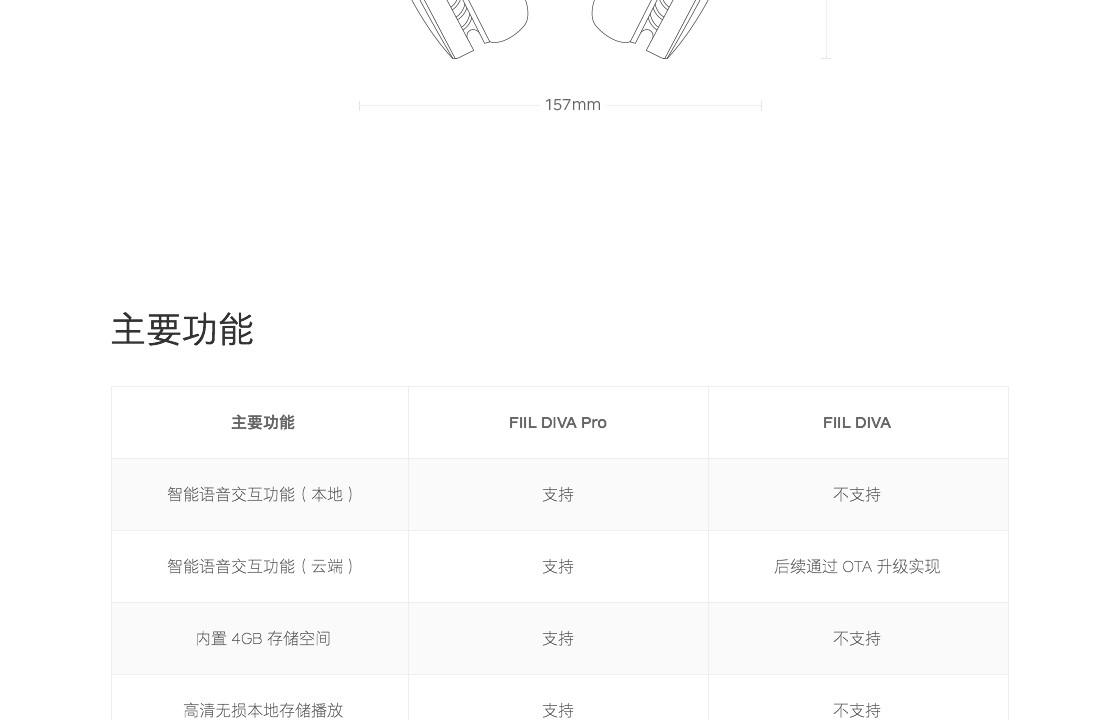 157mm
主要功能
主要功能 FIIL DIVA Pro FIIL DIVA
智能语音交互功能（本地） 支持 不支持
智能语音交互功能（云端） 支持 后续通过 OTA 升级实现
内置 4GB 存储空间 支持 不支持
高清无损本地存储播放 支持 不支持